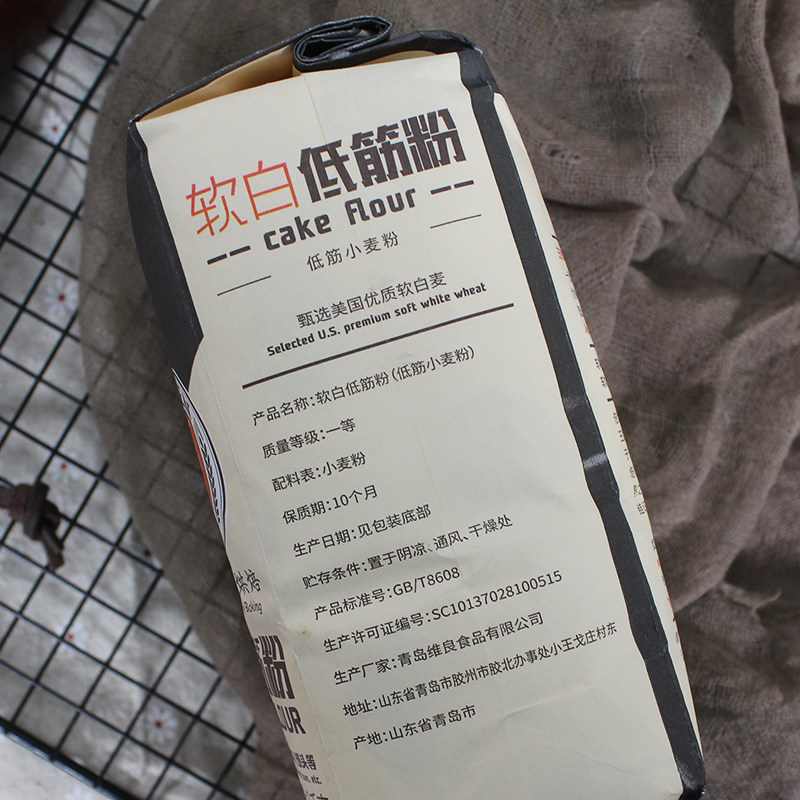 软白低筋粉
-- cake flour --
低筋小麦粉
甄选美国优质软白麦
Selected U.S. premium soft white wheat
产品名称:软白低筋粉(低筋小麦粉)
质量等级:一等
配料表:小麦粉
保质期:10个月
生产日期:见包装底部
贮存条件:置于阴凉、通风、干燥处
产品标准号:GB/T8608
生产许可证编号:SC10137028100515
生产厂家:青岛维良食品有限公司
地址:山东省青岛市胶州市胶北办事处小王戈庄村东
产地:山东省青岛市
Baking
粉